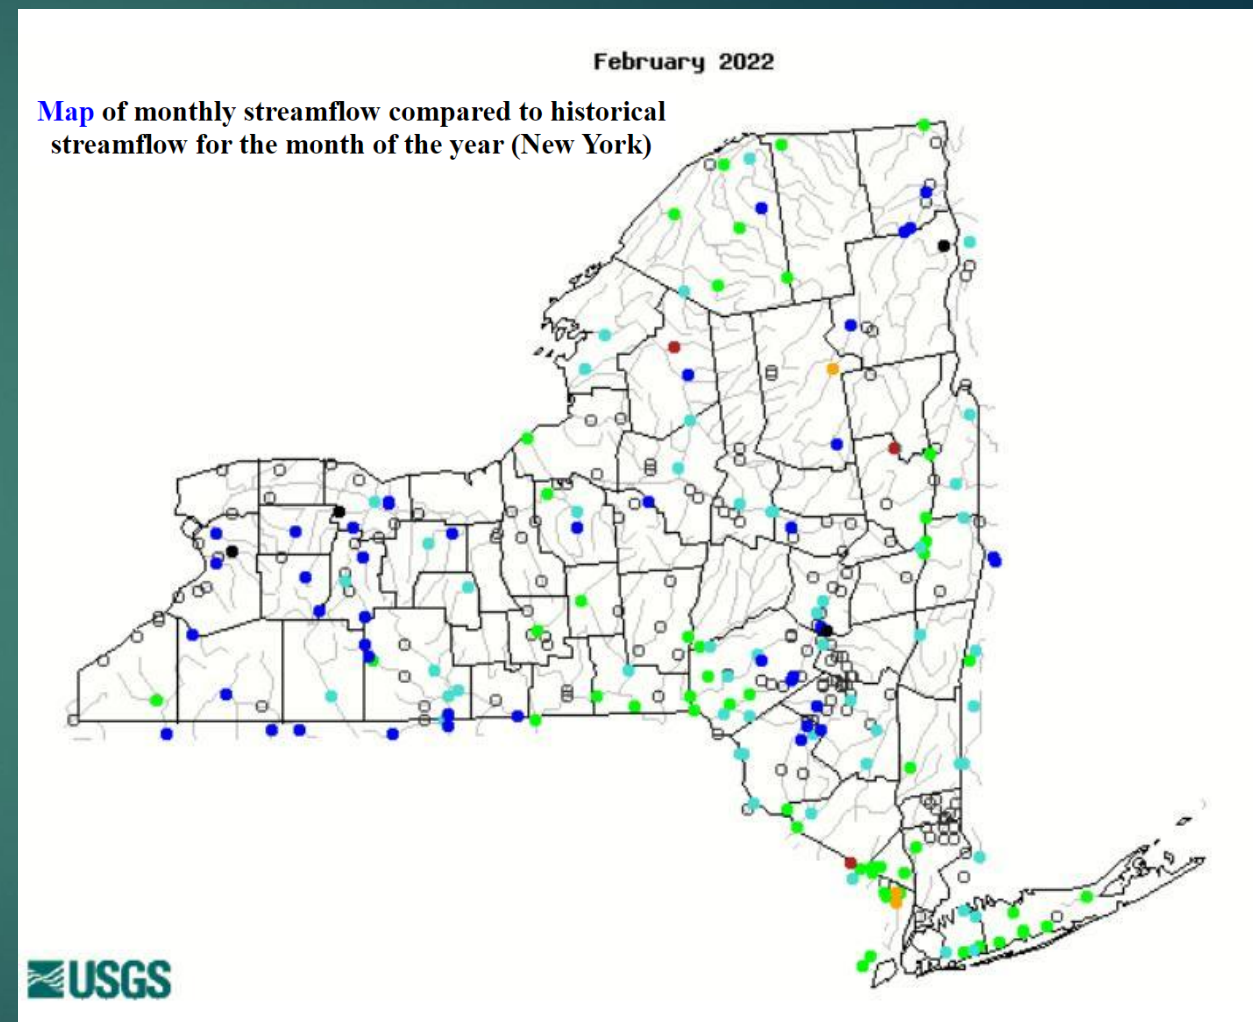 February 2022
Map of monthly streamflow compared to historical
streamflow for the month of the year (New York)
USGS